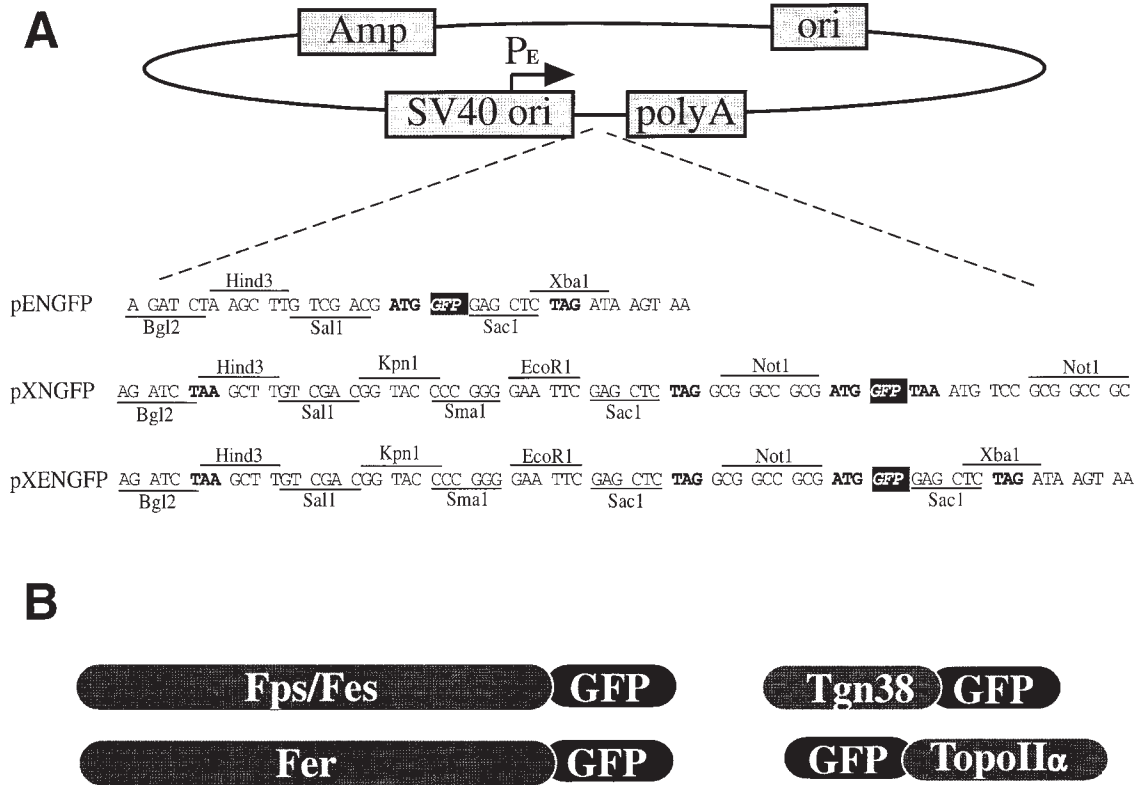 A
Amp
ori
PE
SV40 ori
polyA
Hind3
Xba1
pENGFP
A GATCTA AGC TTG TCG ACG ATG GFP GAG CTC TAG ATA AGT AA
Bgl2
Sal1
Sac1
Hind3
Kpn1
EcoR1
Not1
Not1
pXNGFP
AG ATC TAA GCT TGT CGA CGG TAC CCC GGG GAA TTC GAG CTC TAG GCG GCC GCG ATG GFP TAA ATG TCC GCG GCC GC
Bgl2
Sal1
Sma1
Sac1
Hind3
Kpn1
EcoR1
Not1
Xba1
pXENGFP
AG ATC TAA GCT TGT CGA CGG TAC CCC GGG GAA TTC GAG CTC TAG GCG GCC GCG ATG GFP GAG CTC TAG ATA AGT AA
Bgl2
Sal1
Sma1
Sac1
Sac1
B
Fps/Fes GFP
Tgn38 GFP
Fer GFP
GFP TopoIIα